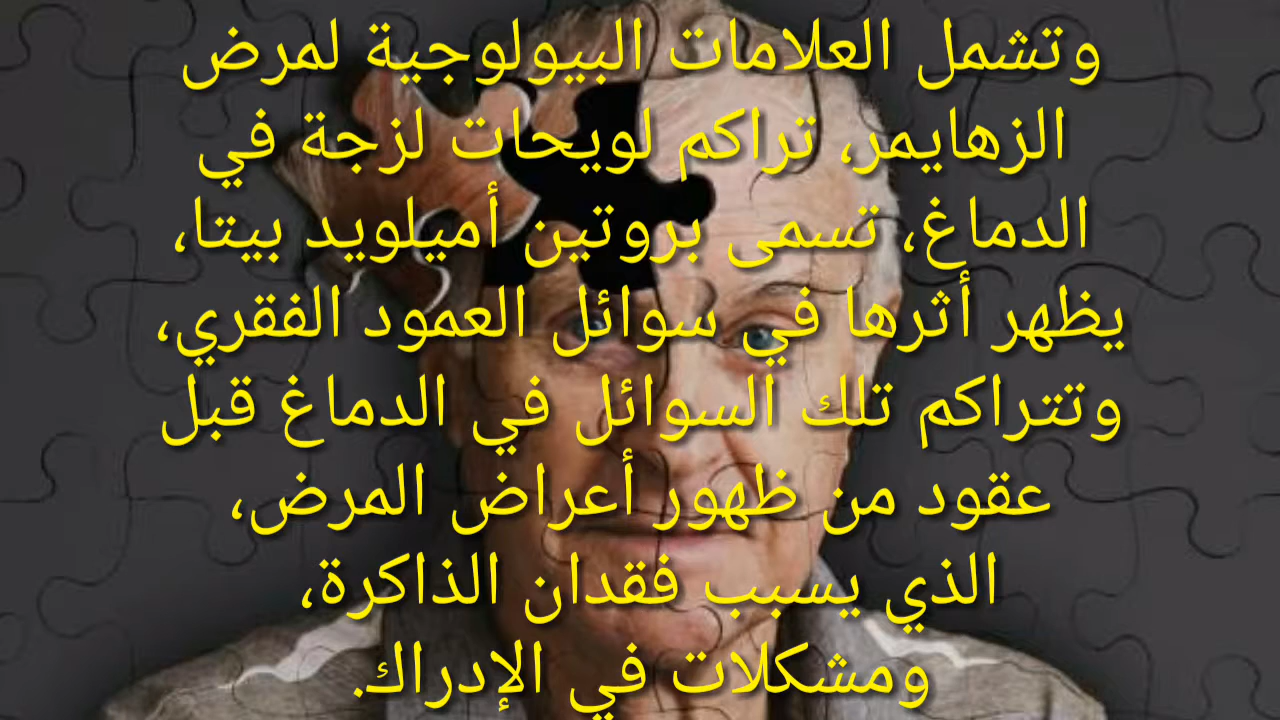 وتشمل العلامات البيولوجية لمرض
الزهايمر، تراكم لويحات لزجة في
الدماغ، تسمى بروتين أميلويد بيتا،
يظهر أثرها في سوائل العمود الفقري،
وتتراكم تلك السوائل في الدماغ قبل
عقود من ظهور أعراض المرض،
الذي يسبب فقدان الذاكرة،
ومشكلات في الإدراك.